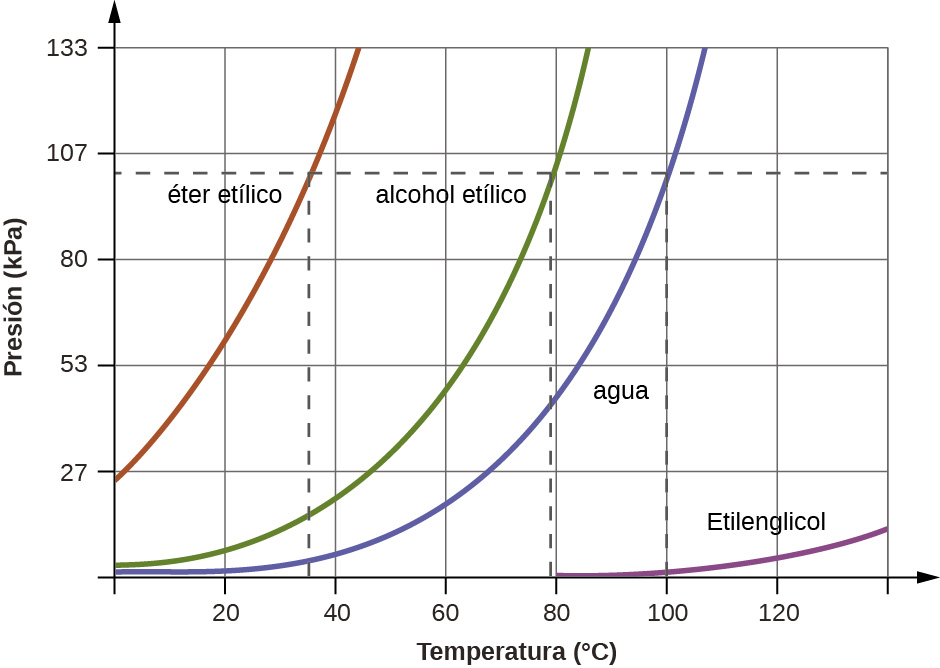 133
107
80
53
27
Presión (kPa)
éter etílico
alcohol etílico
agua
Etilenglicol
20 40 60 80 100 120
Temperatura (°C)